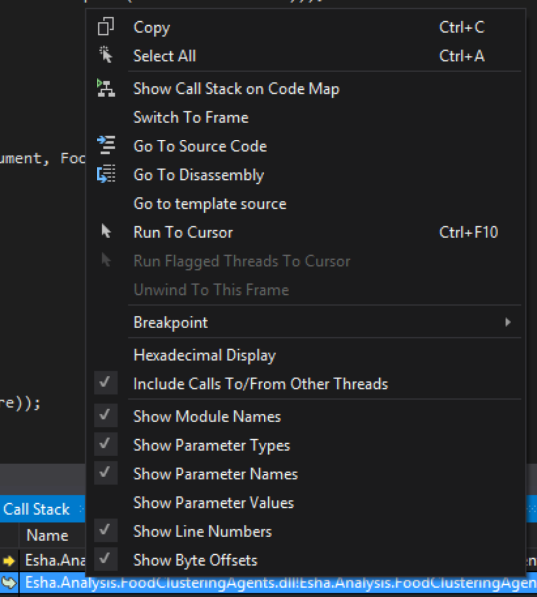 Copy Ctrl+C
Select All Ctrl+A
Show Call Stack on Code Map
Switch To Frame
ument, Foo
Go To Source Code
Go To Disassembly
Go to template source
Run To Cursor Ctrl+F10
Run Flagged Threads To Cursor
Unwind To This Frame
Breakpoint
Hexadecimal Display
Include Calls To/From Other Threads
re));
Show Module Names
Show Parameter Types
Show Parameter Names
Show Parameter Values
Call Stack
Show Line Numbers
Name
Show Byte Offsets
Esha.Ana
Esha.Analysis.FoodClusteringAgents.dll!Esha.Analysis.FoodClusteringAgen